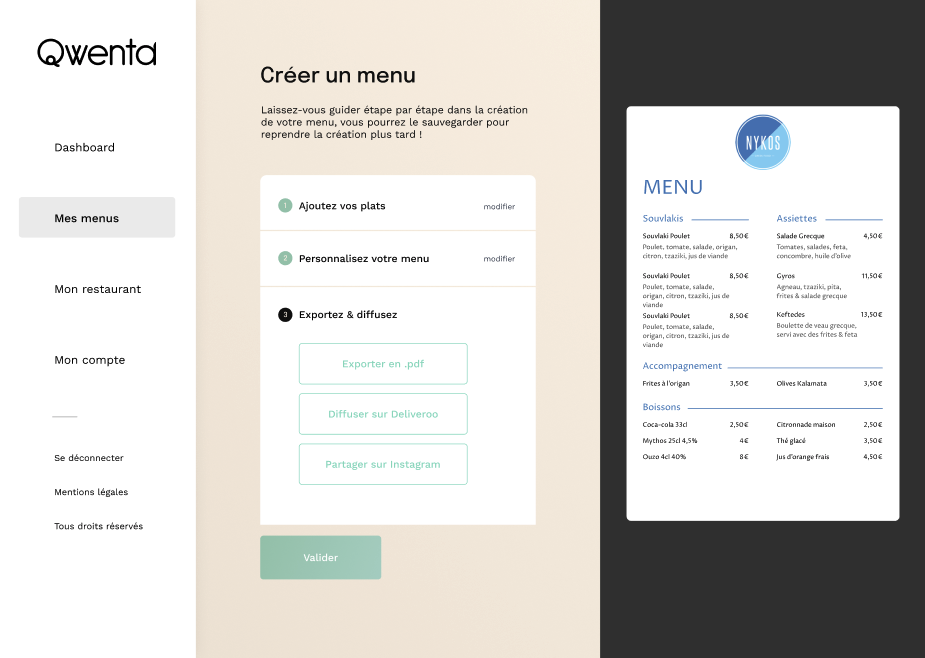 Qwenta
Dashboard
Mes menus
Mon restaurant
Mon compte
Se déconnecter
Mentions légales
Tous droits réservés
Créer un menu
Laissez-vous guider étape par étape dans la création
de votre menu, vous pourrez le sauvegarder pour
reprendre la création plus tard !
1 Ajoutez vos plats modifier
2 Personnalisez votre menu modifier
3 Exportez & diffusez
Exporter en .pdf
Diffuser sur Deliveroo
Partager sur Instagram
Valider
NYKOS
MENU
Souvlakis
Souvlaki Poulet 8,50€
Poulet, tomate, salade, origan,
citron, tzaziki, jus de viande
Souvlaki Poulet 8,50€
Poulet, tomate, salade,
origan, citron, tzaziki, jus de
viande
Souvlaki Poulet 8,50€
Poulet, tomate, salade,
origan, citron, tzaziki, jus de
viande
Assiettes
Salade Grecque 4,50€
Tomates, salades, feta,
concombre, huile d'olive
Gyros 11,50€
Agneau, tzaziki, pita,
frites & salade grecque
Keftedes 13,50€
Boulette de veau grecque,
servi avec des frites & feta
Accompagnement
Frites à l'origan 3,50€
Olives Kalamata 3,50€
Boissons
Coca-cola 33cl 2,50€
Mythos 25cl 4,5% 4€
Ouzo 4cl 40% 8€
Citronnade maison 2,50€
Thé glacé 3,50€
Jus d'orange frais 4,50€